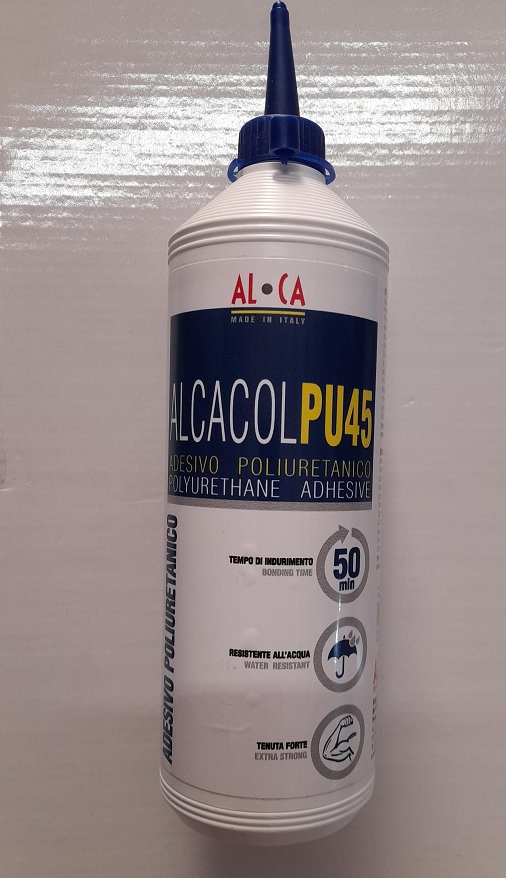 AL•CA
MADE IN ITALY
ALCACOLPU45
ADESIVO POLIURETANICO
POLYURETHANE ADHESIVE
ADESIVO POLIURETANICO
TEMPO DI INDURIMENTO
BONDING TIME
50
min
RESISTENTE ALL'ACQUA
WATER RESISTANT
TENUTA FORTE
EXTRA STRONG